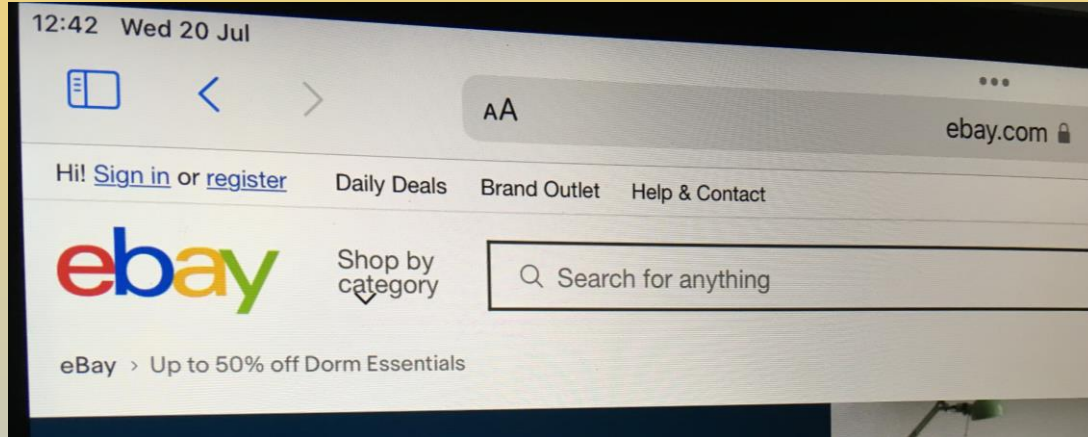 12:42 Wed 20 Jul
AA
ebay.com
Hi! Sign in or register Daily Deals Brand Outlet Help & Contact
ebay
Shop by
category
Search for anything
eBay > Up to 50% off Dorm Essentials